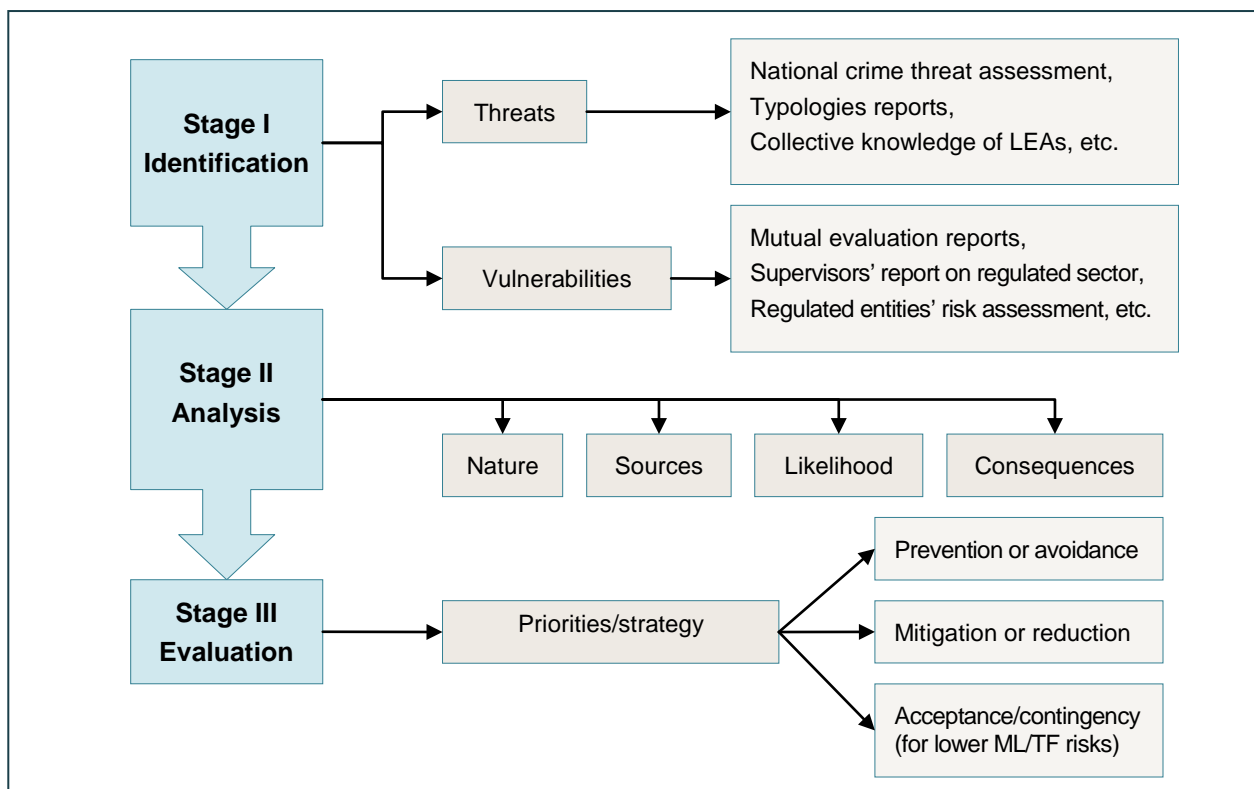 Stage I
Identification
Threats
National crime threat assessment,
Typologies reports,
Collective knowledge of LEAs, etc.
Vulnerabilities
Mutual evaluation reports,
Supervisors’ report on regulated sector,
Regulated entities’ risk assessment, etc.
Stage II
Analysis
Nature
Sources
Likelihood
Consequences
Stage III
Evaluation
Priorities/strategy
Prevention or avoidance
Mitigation or reduction
Acceptance/contingency
(for lower ML/TF risks)